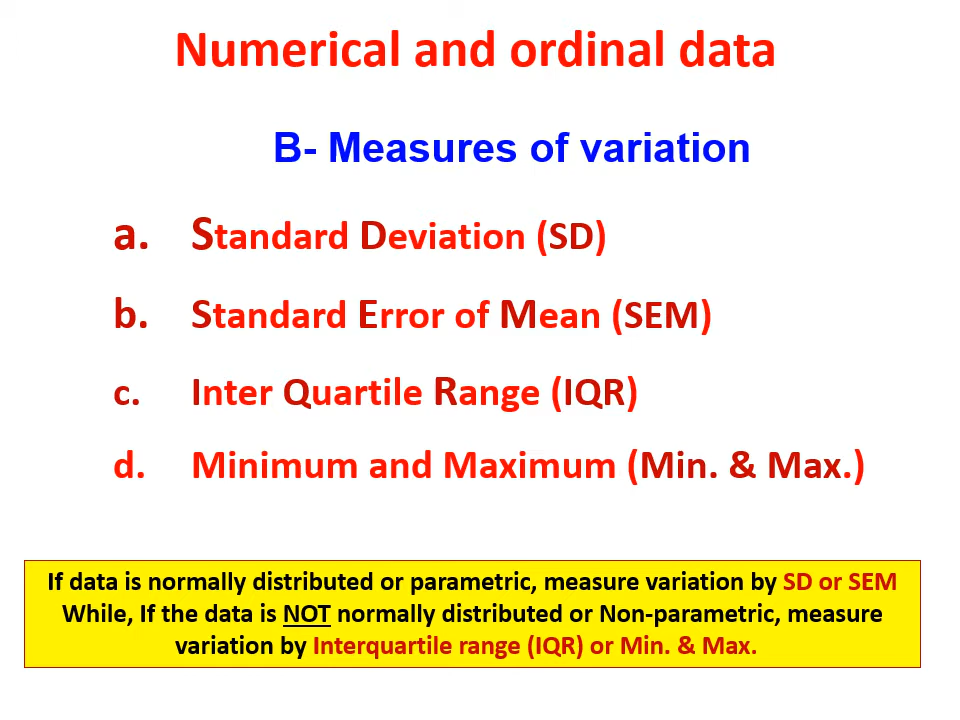 Numerical and ordinal data
B- Measures of variation
a. Standard Deviation (SD)
b. Standard Error of Mean (SEM)
c. Inter Quartile Range (IQR)
d. Minimum and Maximum (Min. & Max.)
If data is normally distributed or parametric, measure variation by SD or SEM
While, If the data is NOT normally distributed or Non-parametric, measure
variation by Interquartile range (IQR) or Min. & Max.